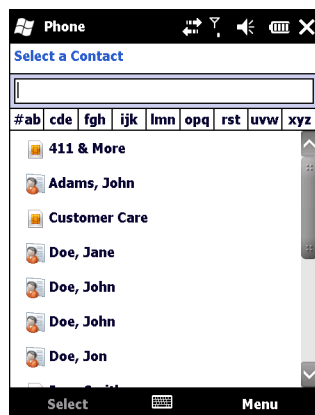 Phone
Select a Contact
#ab cde fgh ijk lmn opq rst uvw xyz
411 & More
Adams, John
Customer Care
Doe, Jane
Doe, John
Doe, John
Doe, Jon
Select Menu